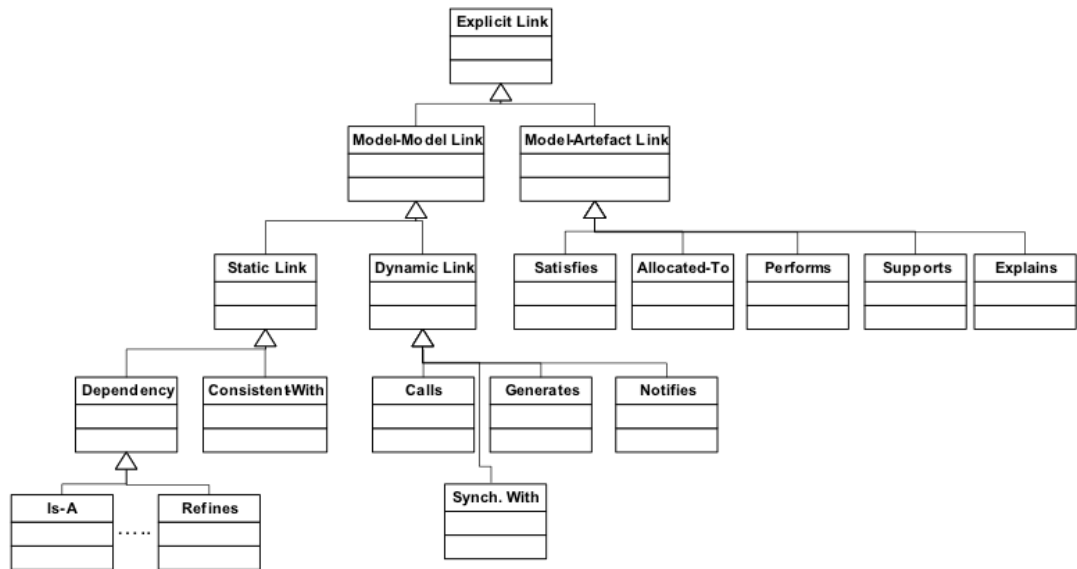 Explicit Link
Model-Model Link
Model-Artefact Link
Static Link
Dynamic Link
Satisfies
Allocated-To
Performs
Supports
Explains
Dependency
Consistent-With
Calls
Generates
Notifies
Is-A
.....
Refines
Synch. With